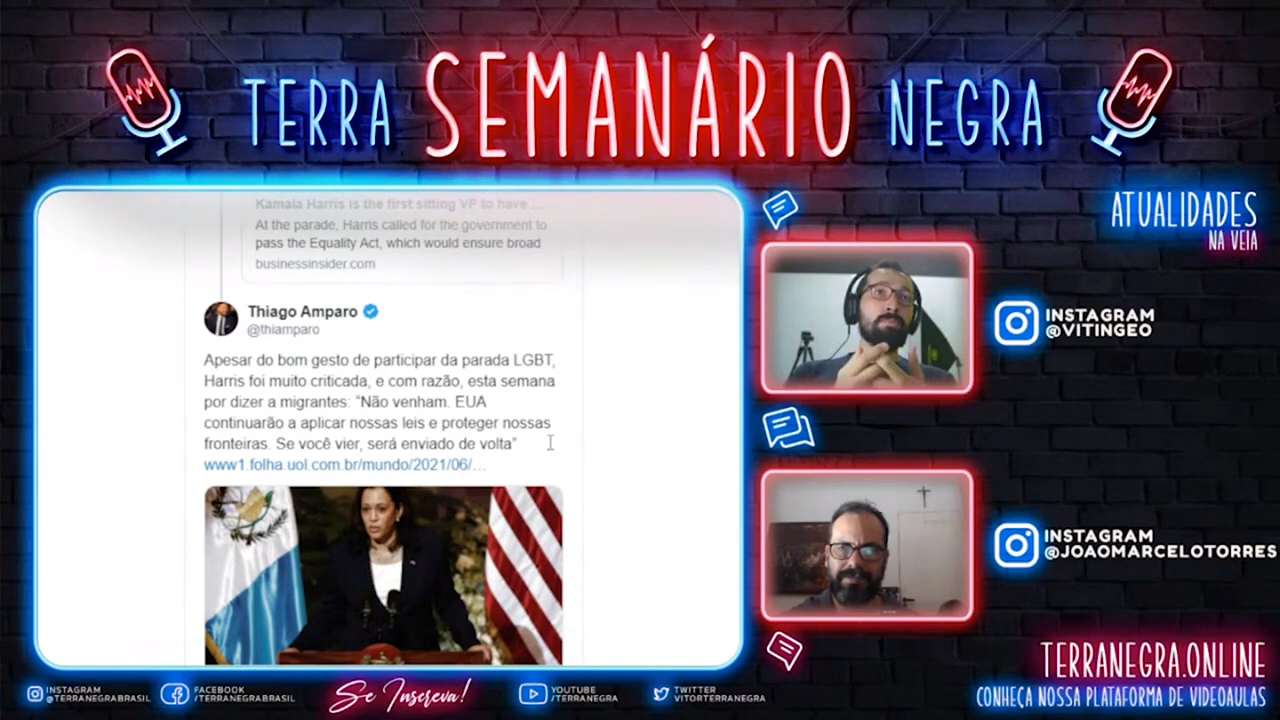 TERRA SEMANÁRIO NEGRA
Kamala Harris is the first sitting VP to have ...
At the parade, Harris called for the government to
pass the Equality Act, which would ensure broad
businessinsider.com
Thiago Amparo
@thiamparo
Apesar do bom gesto de participar da parada LGBT,
Harris foi muito criticada, e com razão, esta semana
por dizer a migrantes: "Não venham. EUA
continuarão a aplicar nossas leis e proteger nossas
fronteiras. Se você vier, será enviado de volta"
www1.folha.uol.com.br/mundo/2021/06/...
ATUALIDADES
NA VEIA
INSTAGRAM
@VITINGEO
INSTAGRAM
@JOAOMARCELOTORRES
TERRANEGRA.ONLINE
CONHEÇA NOSSA PLATAFORMA DE VIDEOAULAS
INSTAGRAM
@TERRANEGRABRASIL
FACEBOOK
/TERRANEGRABRASIL
Se Inscreva!
YOUTUBE
/TERRANEGRA
TWITTER
VITORTERRANEGRA